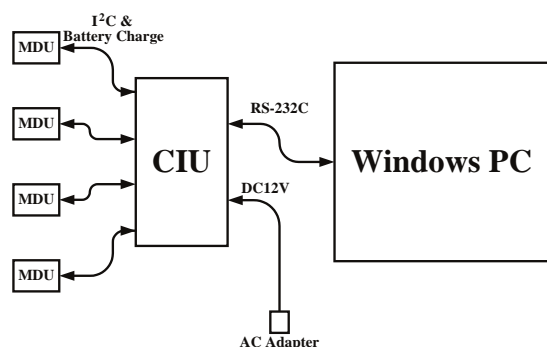 I²C &
Battery Charge
MDU
MDU
MDU
MDU
CIU
RS-232C
DC12V
Windows PC
AC Adapter